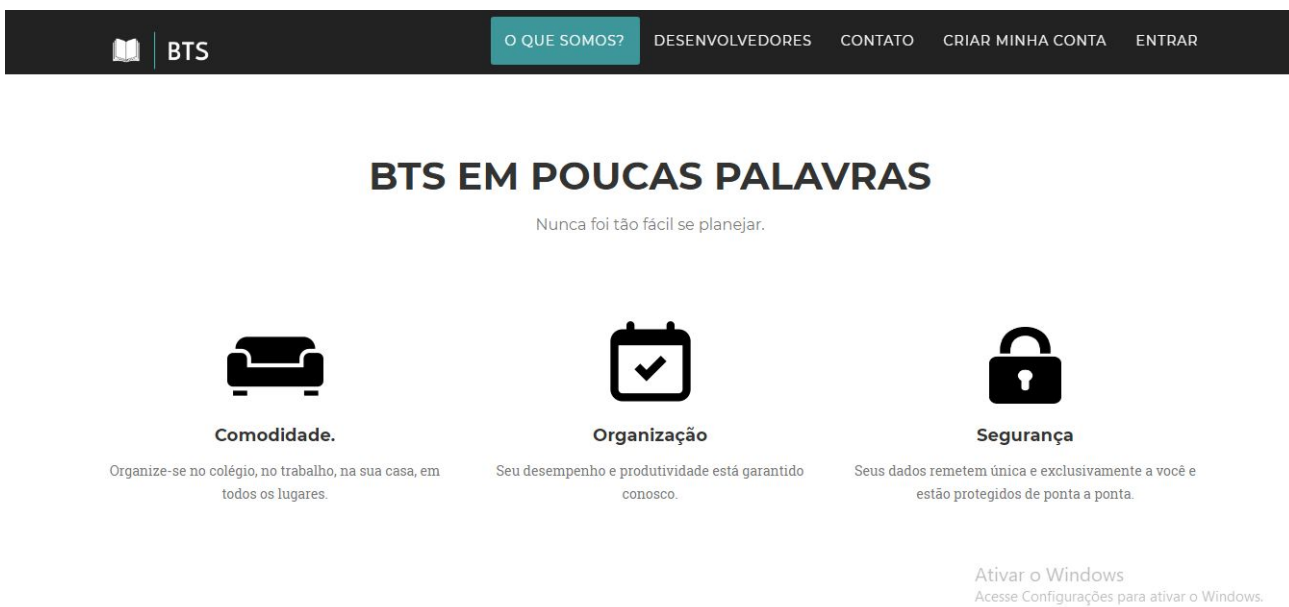 BTS
O QUE SOMOS? DESENVOLVEDORES CONTATO CRIAR MINHA CONTA ENTRAR
BTS EM POUCAS PALAVRAS
Nunca foi tão fácil se planejar.
Comodidade.
Organize-se no colégio, no trabalho, na sua casa, em
todos os lugares.
Organização
Seu desempenho e produtividade está garantido
conosco.
Segurança
Seus dados remetem única e exclusivamente a você e
estão protegidos de ponta a ponta.
Ativar o Windows
Acesse Configurações para ativar o Windows.